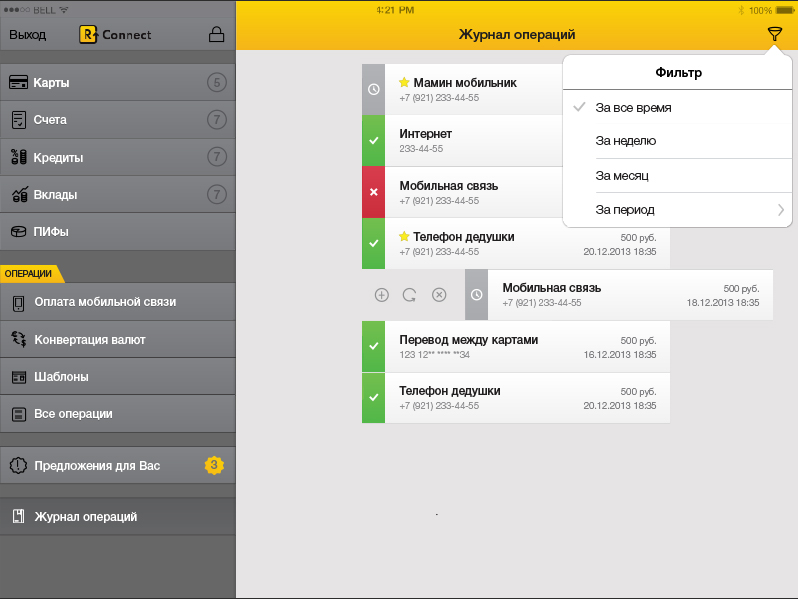 BELL
4:21 PM
100%
Выход
R Connect
Журнал операций
Карты
5
Счета
7
Кредиты
7
Вклады
7
ПИФы
ОПЕРАЦИИ
Оплата мобильной связи
Конвертация валют
Шаблоны
Все операции
Предложения для Вас
3
Журнал операций
Мамин мобильник
+7 (921) 233-44-55
Интернет
233-44-55
Мобильная связь
+7 (921) 233-44-55
Телефон дедушки
500 руб.
+7 (921) 233-44-55
20.12.2013 18:35
Мобильная связь
500 руб.
+7 (921) 233-44-55
18.12.2013 18:35
Перевод между картами
500 руб.
123 12** **** **34
16.12.2013 18:35
Телефон дедушки
500 руб.
+7 (921) 233-44-55
20.12.2013 18:35
Фильтр
За все время
За неделю
За месяц
За период